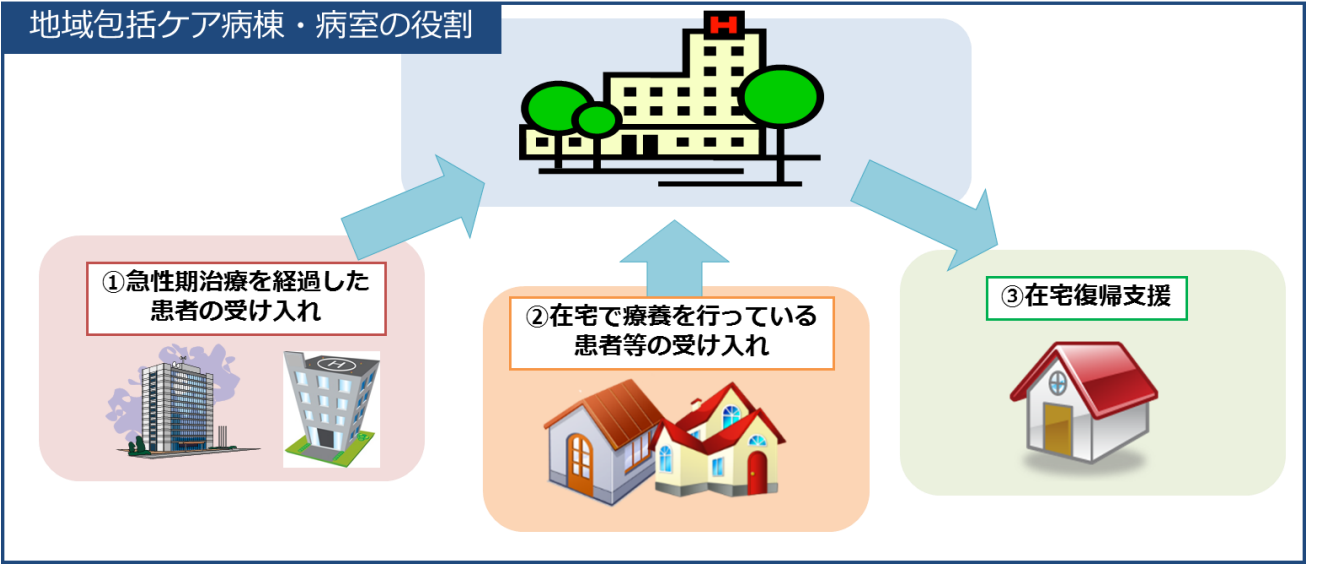 地域包括ケア病棟・病室の役割
H
①急性期治療を経過した
患者の受け入れ
②在宅で療養を行っている
患者等の受け入れ
③在宅復帰支援
H